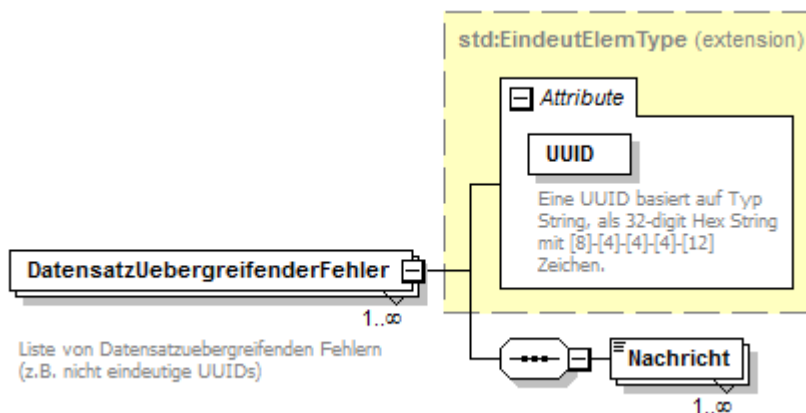 std:EindeutElemType (extension)
Attribute
UUID
Eine UUID basiert auf Typ
String, als 32-digit Hex String
mit [8]-[4]-[4]-[4]-[12]
Zeichen.
DatensatzUebergreifenderFehler
1..∞
Liste von Datensatzuebergreifenden Fehlern
(z.B. nicht eindeutige UUIDs)
Nachricht
1..∞